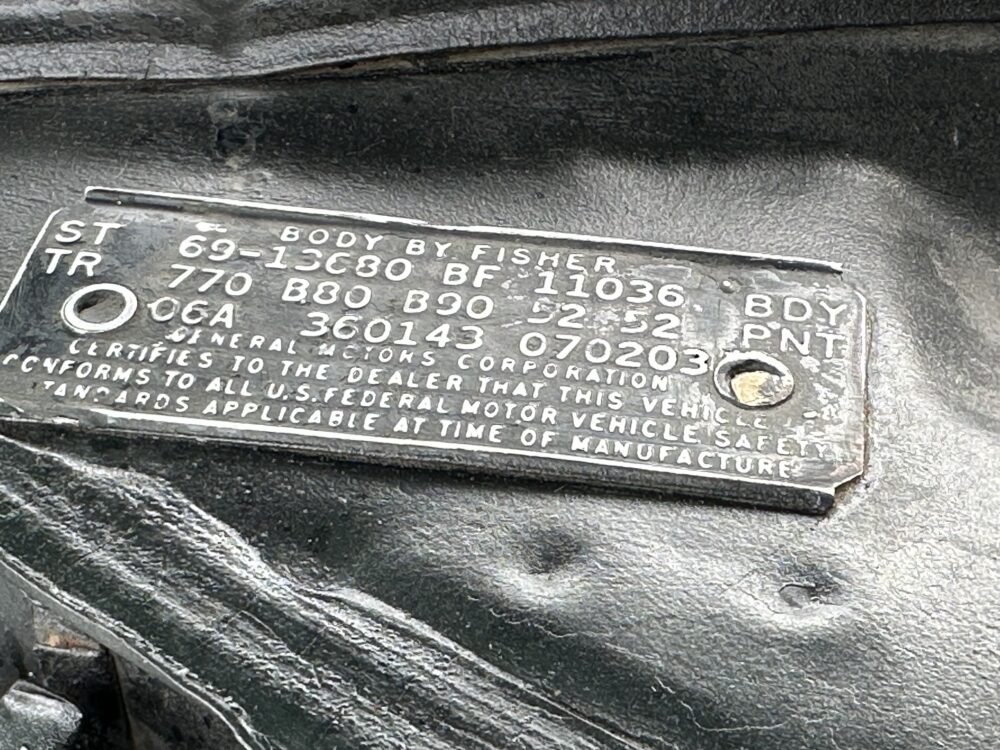 BODY BY FISHER
ST 69-13680 BF 11036 BDY
TR 770 B80 B90 52 52 PNT
06A 360143 070203
GENERAL MOTORS CORPORATION
CERTIFIES TO THE DEALER THAT THIS VEHICLE
CONFORMS TO ALL U.S. FEDERAL MOTOR VEHICLE SAFETY
STANDARDS APPLICABLE AT TIME OF MANUFACTURE